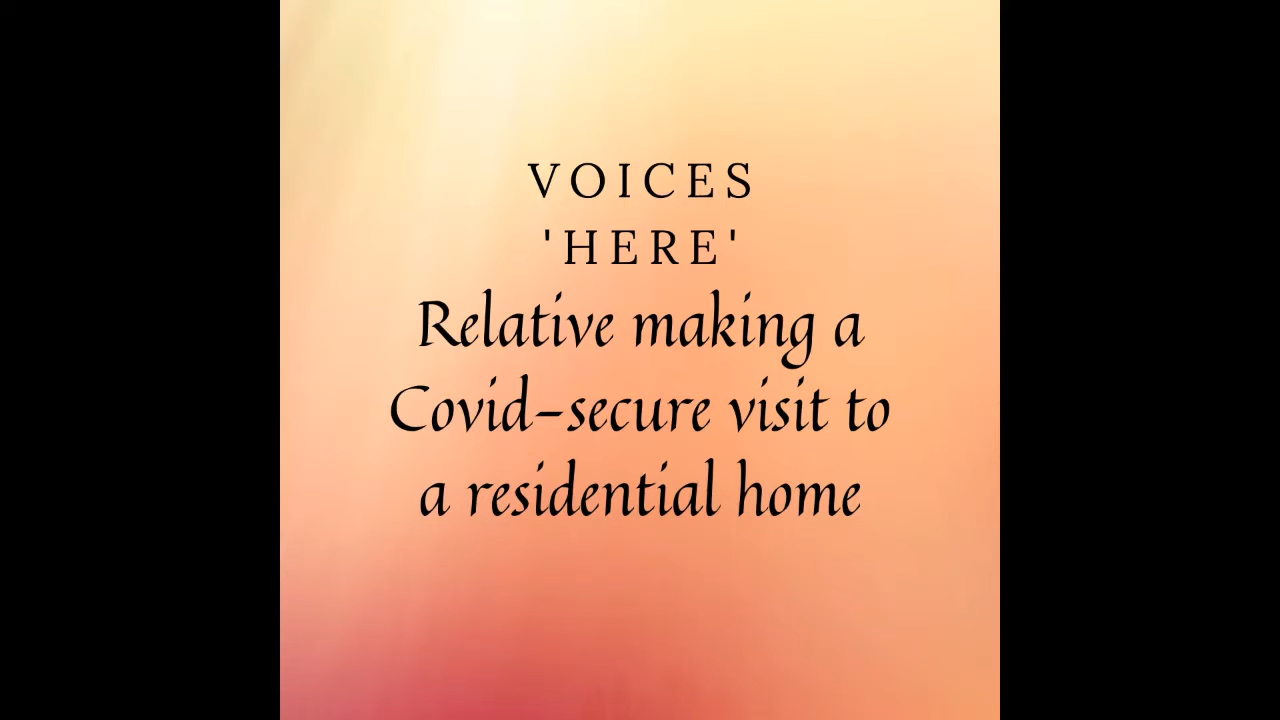 VOICES
'HERE'
Relative making a
Covid-secure visit to
a residential home